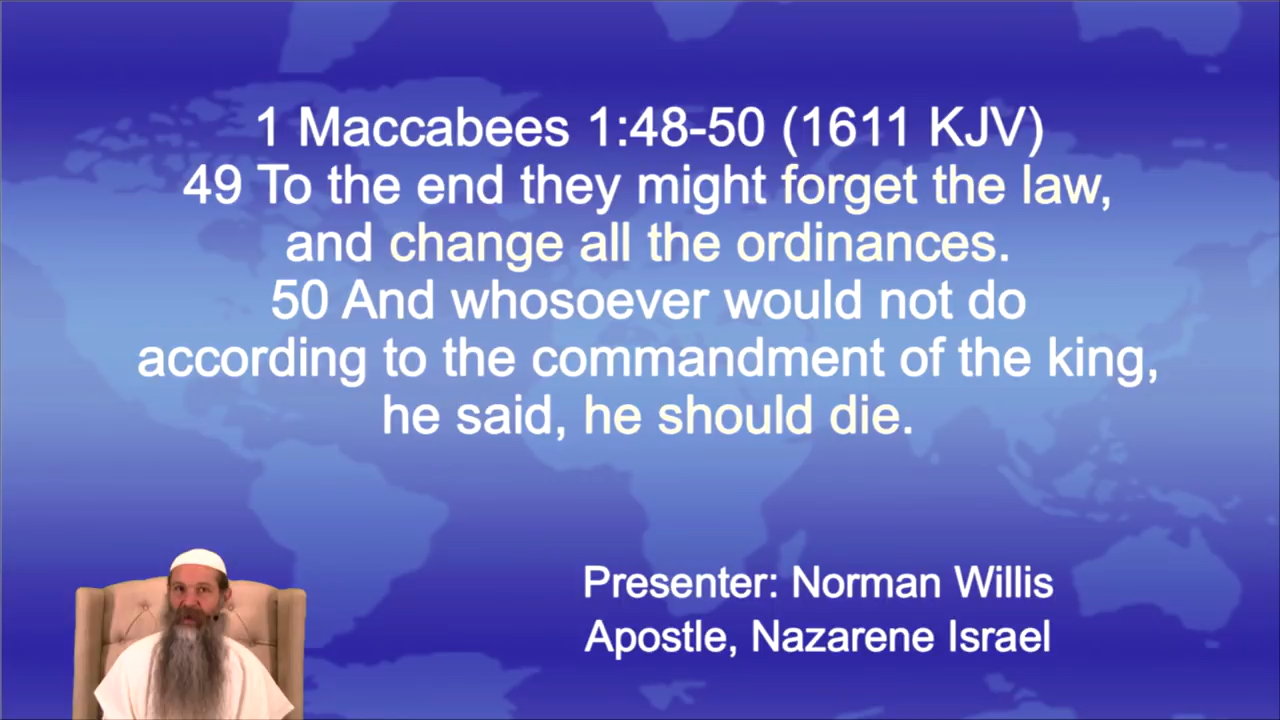 1 Maccabees 1:48-50 (1611 KJV)
49 To the end they might forget the law,
and change all the ordinances.
50 And whosoever would not do
according to the commandment of the king,
he said, he should die.
Presenter: Norman Willis
Apostle, Nazarene Israel